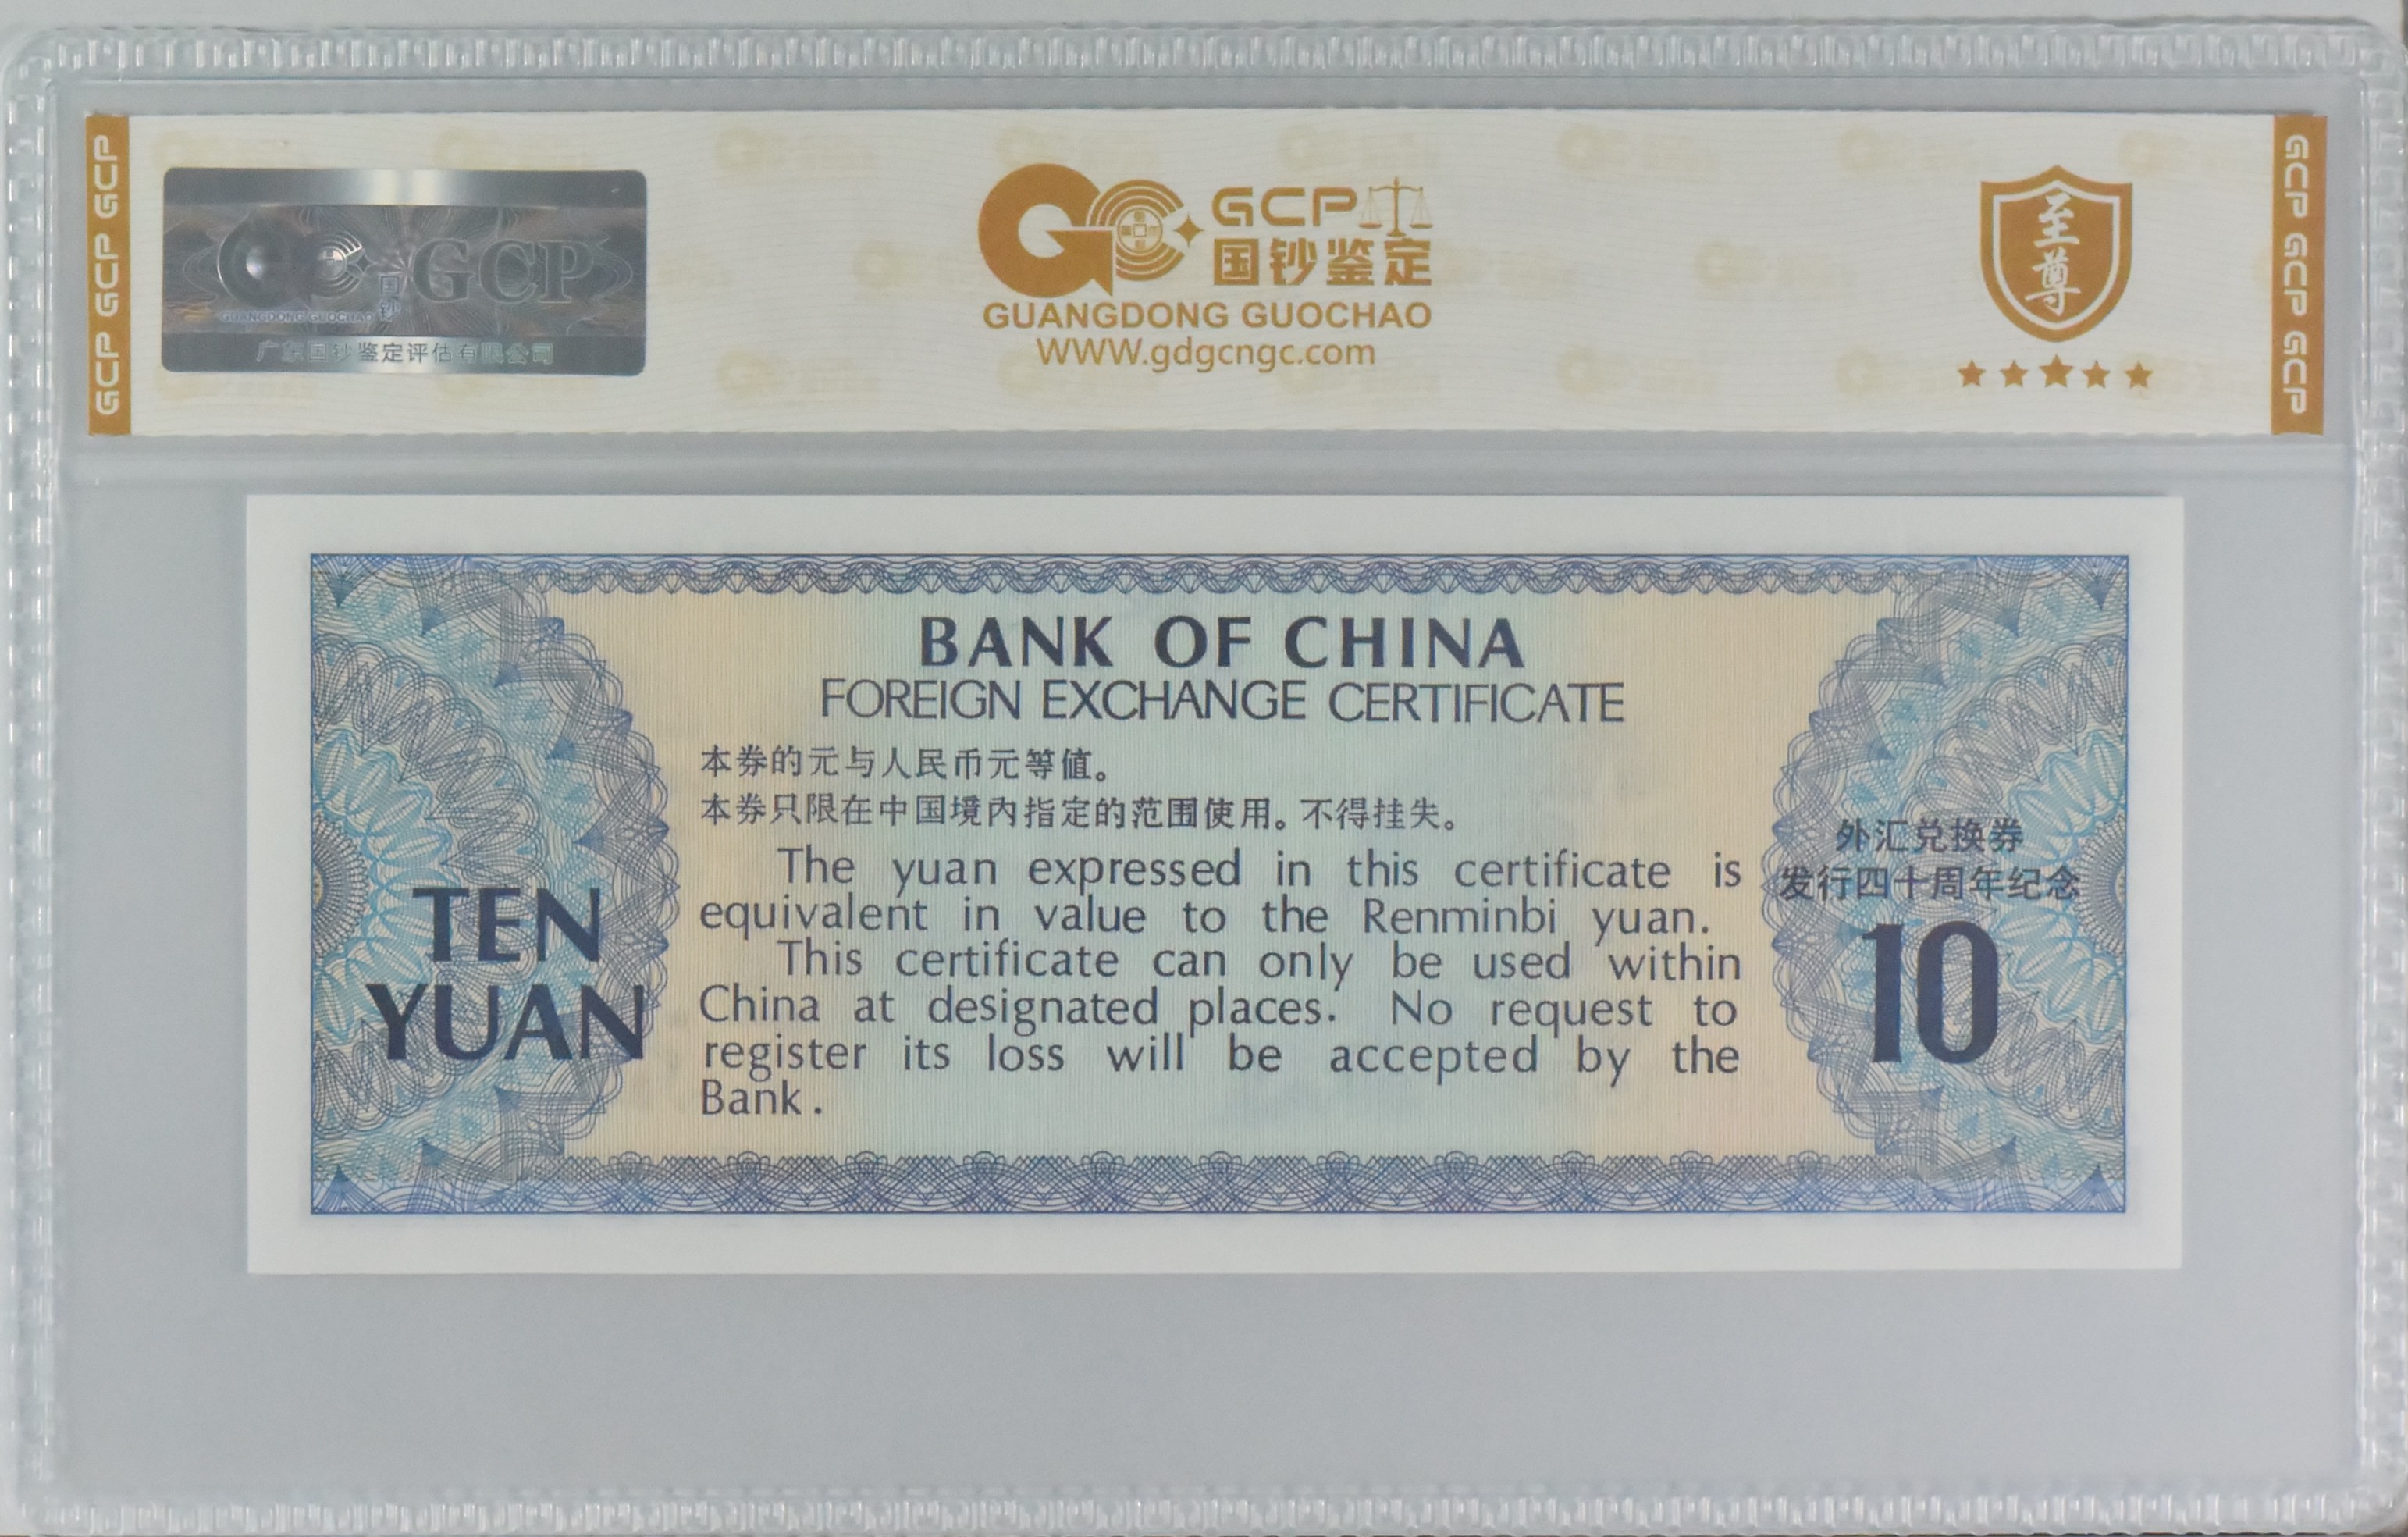 GCP GCP GCP
GCP
国钞
GUANGDONG GUOCHAO
广东国钞鉴定评估有限公司
GCP
国钞鉴定
GUANGDONG GUOCHAO
WWW.gdgcngc.com
至尊
GCP GCP GCP
BANK OF CHINA
FOREIGN EXCHANGE CERTIFICATE
本券的元与人民币元等值。
本券只限在中国境内指定的范围使用。不得挂失。
The yuan expressed in this certificate is
equivalent in value to the Renminbi yuan.
This certificate can only be used within
China at designated places. No request to
register its loss will be accepted by the
Bank.
TEN
YUAN
外汇兑换券
发行四十周年纪念
10